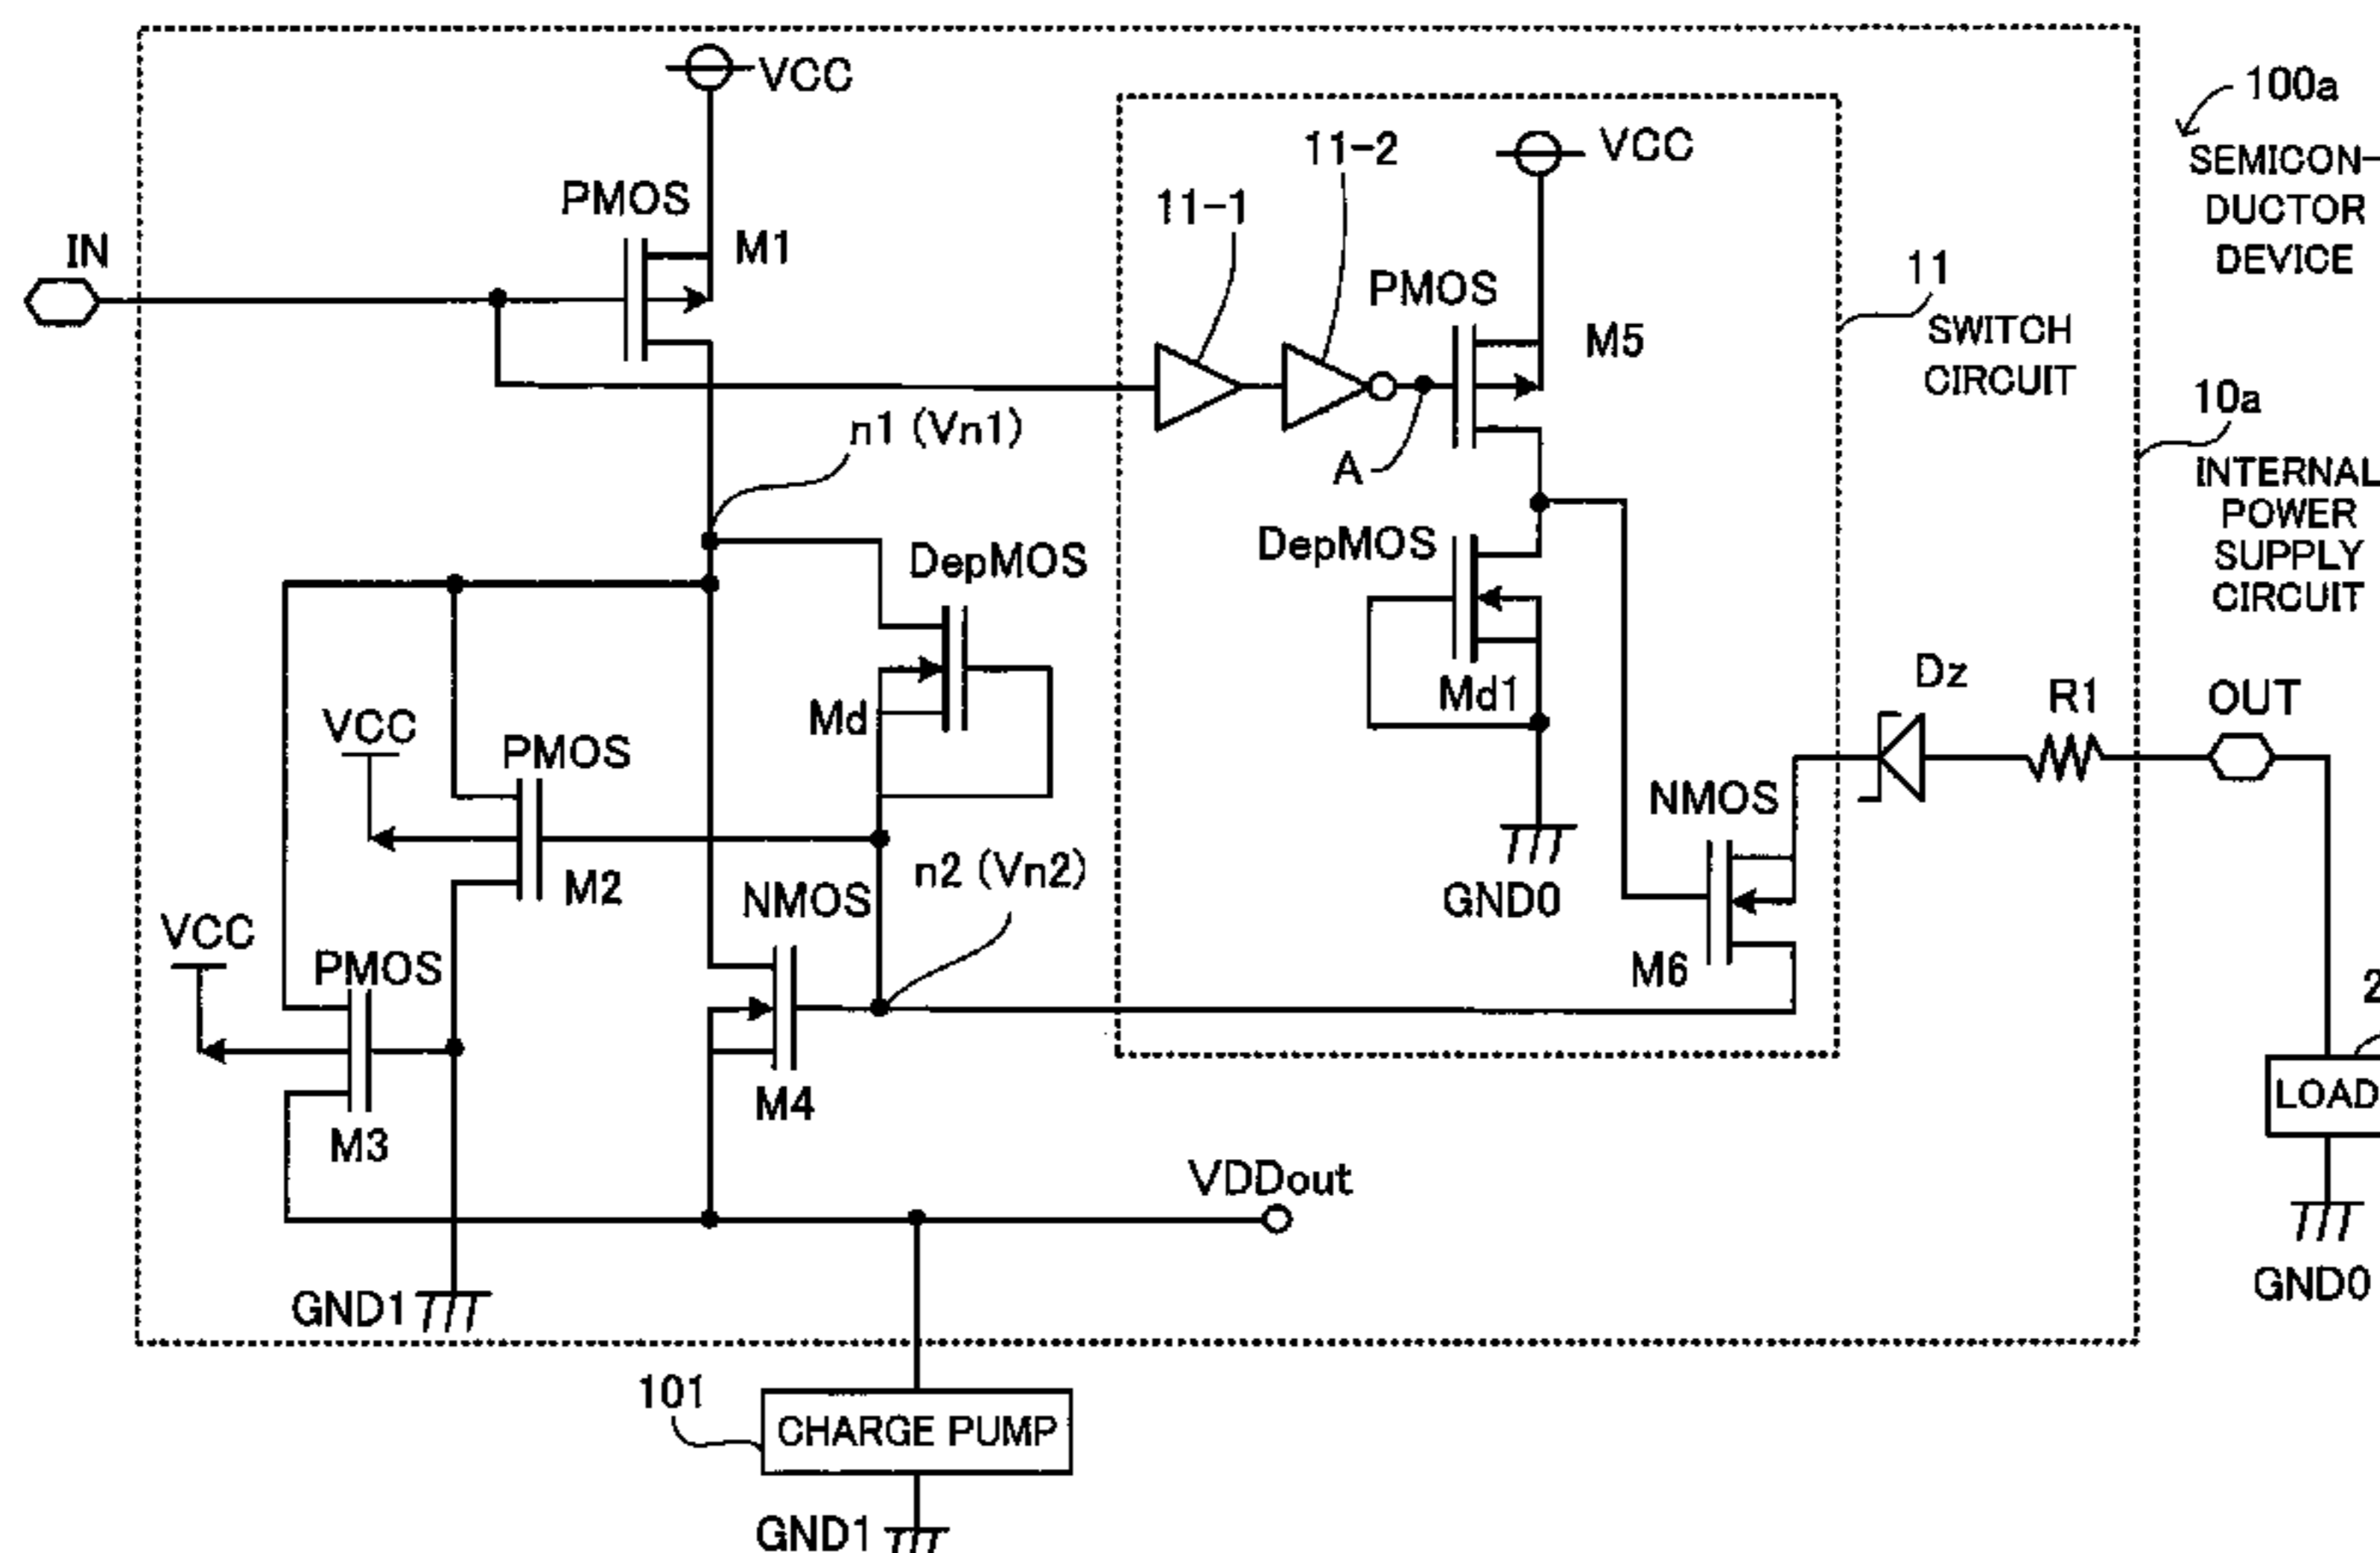 VCC
100a
11-2
VCC
SEMICON-
PMOS
11-1
DUCTOR
IN
M1
DEVICE
11
PMOS
M5
SWITCH
CIRCUIT
10a
n1 (Vn1)
A
INTERNAL
POWER
DepMOS
DepMOS
SUPPLY
CIRCUIT
Dz
R1
OUT
Md1
Md
VCC
PMOS
NMOS
n2 (Vn2)
M2
NMOS
GND0
VCC
PMOS
M6
2
M4
LOAD
M3
VDDout
GND1
GND0
101
CHARGE PUMP
GND1